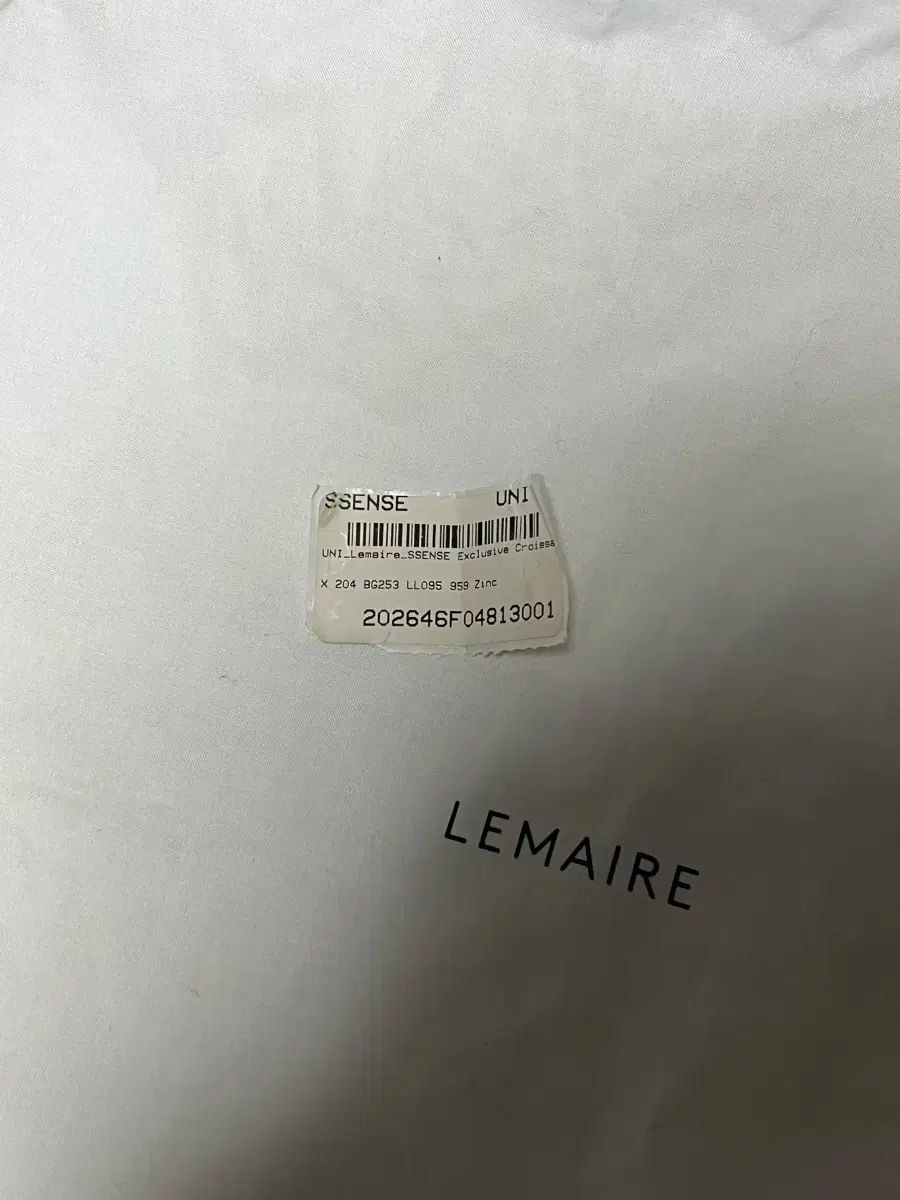 SSENSE UNI
UNI_Lemaire_SSENSE Exclusive Croissa
X 204 BG253 LL095 959 Zinc
202646F04813001
LEMAIRE